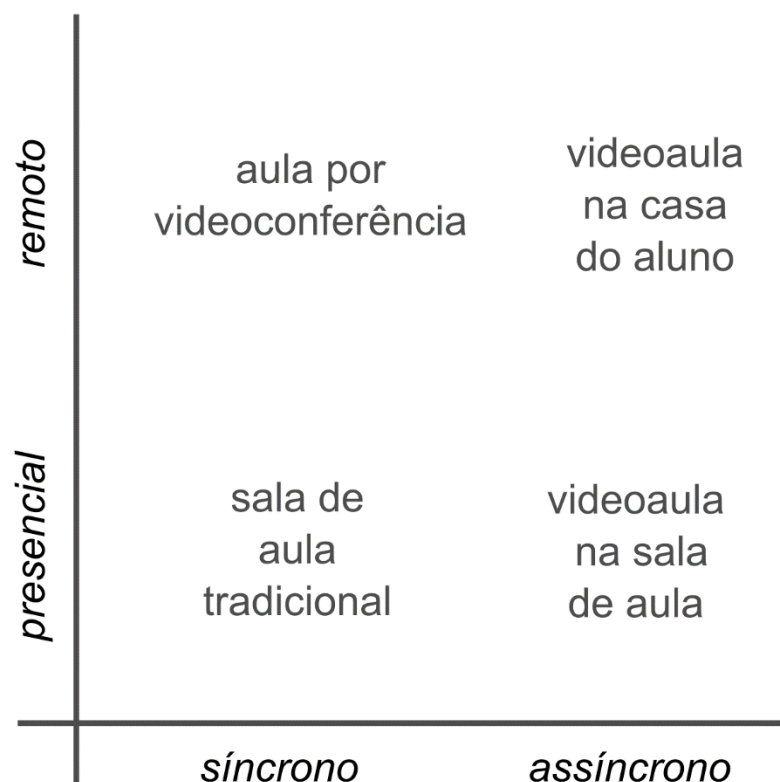 remoto
aula por
videoconferência
videoaula
na casa
do aluno
presencial
sala de
aula
tradicional
videoaula
na sala
de aula
síncrono
assíncrono